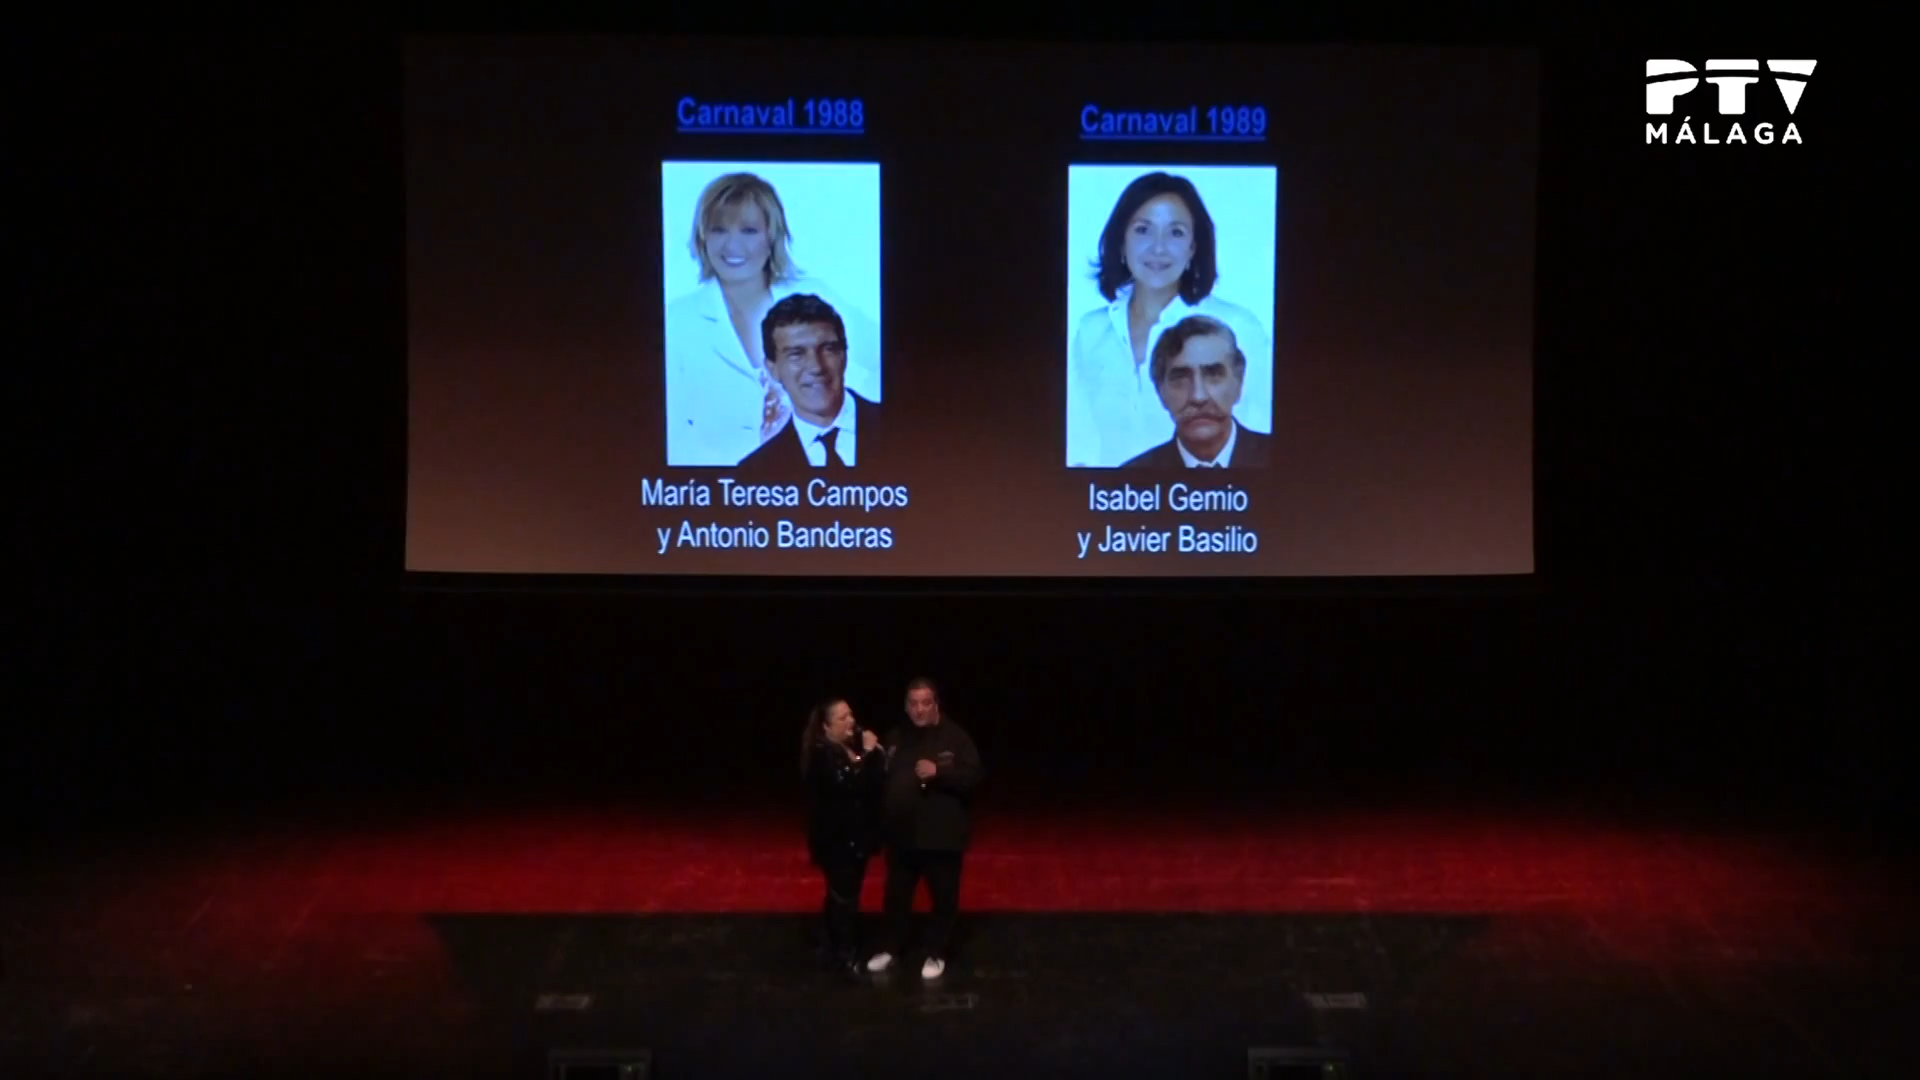 PTV
MÁLAGA
Carnaval 1988
Carnaval 1989
María Teresa Campos
y Antonio Banderas
Isabel Gemio
y Javier Basilio